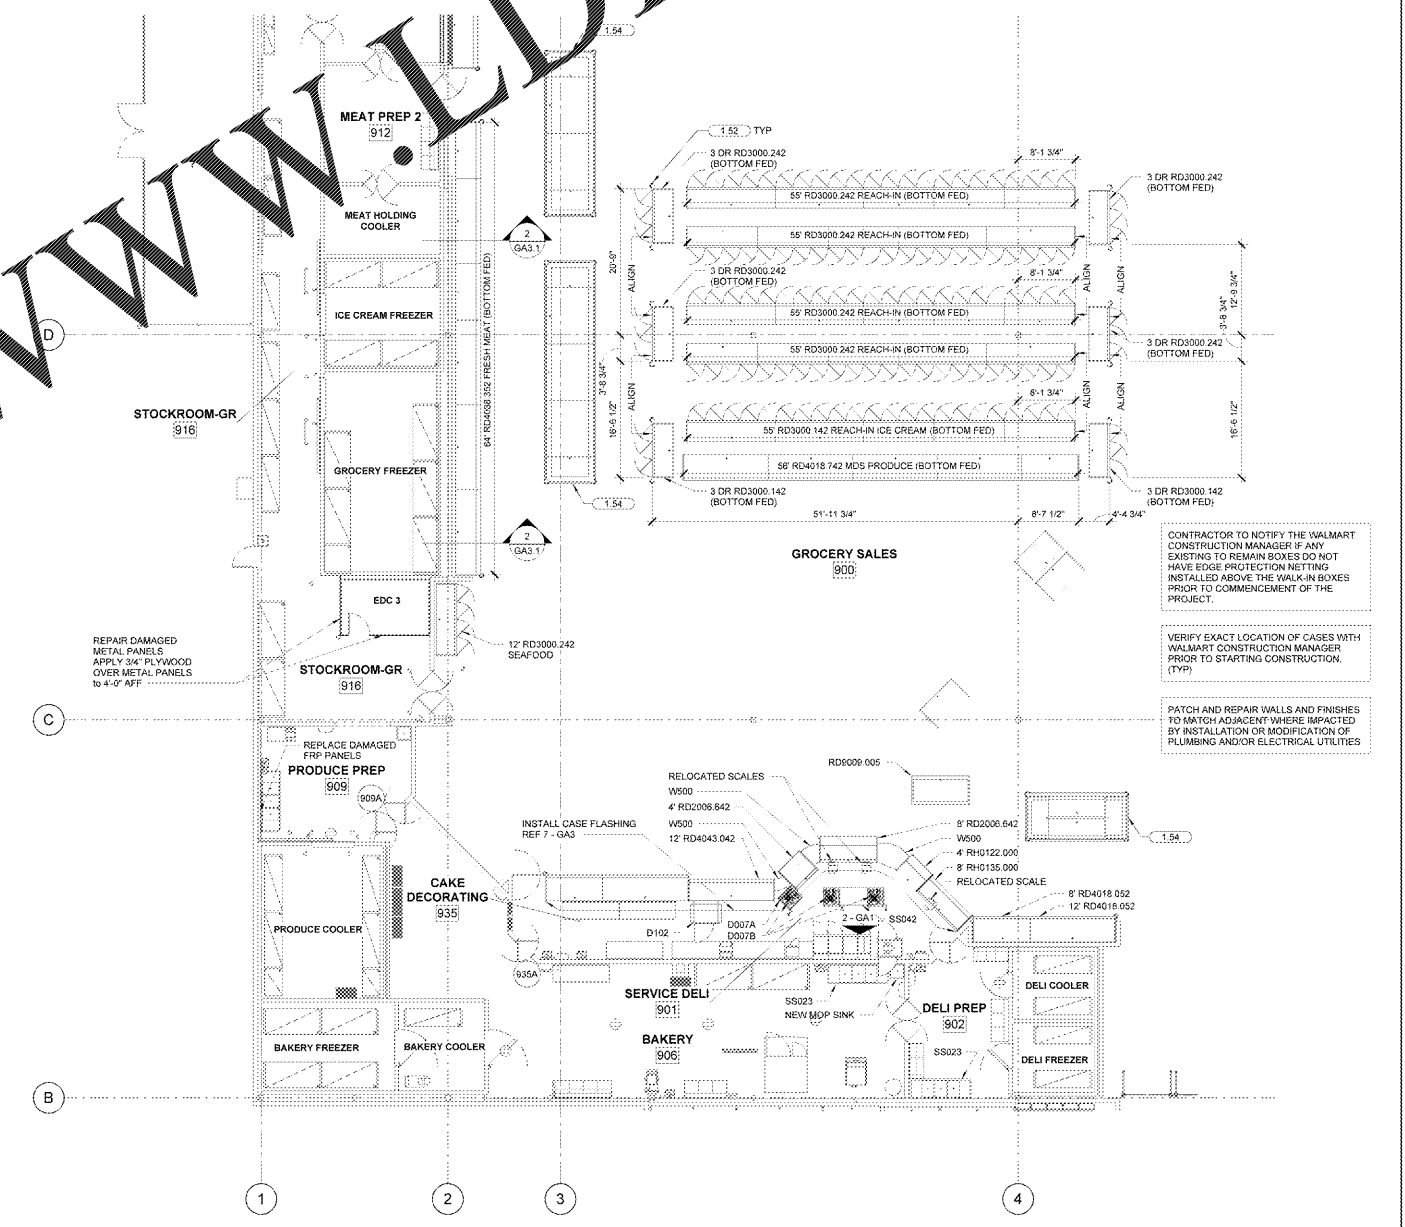 WWW.LD
1.54
MEAT PREP 2
912
1.52 TYP
3 DR RD3000.242
(BOTTOM FED)
8'-1 3/4"
3 DR RD3000.242
(BOTTOM FED)
55' RD3000.242 REACH-IN (BOTTOM FED)
MEAT HOLDING
COOLER
2
GA3.1
55' RD3000.242 REACH-IN (BOTTOM FED)
20'-9"
ALIGN
3 DR RD3000.242
(BOTTOM FED)
8'-1 3/4"
ALIGN
ALIGN
12'-9 3/4"
3'-8 3/4"
64' RD4038.352 FRESH MEAT (BOTTOM FED)
ICE CREAM FREEZER
55' RD3000.242 REACH-IN (BOTTOM FED)
D
3 DR RD3000.242
(BOTTOM FED)
55' RD3000.242 REACH-IN (BOTTOM FED)
3'-8 3/4"
ALIGN
8'-1 3/4"
ALIGN
ALIGN
16'-6 1/2"
16'-6 1/2"
STOCKROOM-GR
916
55' RD3000.142 REACH-IN ICE CREAM (BOTTOM FED)
GROCERY FREEZER
56' RD4018.742 MDS PRODUCE (BOTTOM FED)
1.54
3 DR RD3000.142
(BOTTOM FED)
3 DR RD3000.142
(BOTTOM FED)
51'-11 3/4"
8'-7 1/2"
4'-4 3/4"
2
GA3.1
GROCERY SALES
900
CONTRACTOR TO NOTIFY THE WALMART
CONSTRUCTION MANAGER IF ANY
EXISTING TO REMAIN BOXES DO NOT
HAVE EDGE PROTECTION NETTING
INSTALLED ABOVE THE WALK-IN BOXES
PRIOR TO COMMENCEMENT OF THE
PROJECT.
EDC 3
REPAIR DAMAGED
METAL PANELS
APPLY 3/4" PLYWOOD
OVER METAL PANELS
to 4'-0" AFF
12' RD3000.242
SEAFOOD
VERIFY EXACT LOCATION OF CASES WITH
WALMART CONSTRUCTION MANAGER
PRIOR TO STARTING CONSTRUCTION.
(TYP)
STOCKROOM-GR
916
PATCH AND REPAIR WALLS AND FINISHES
TO MATCH ADJACENT WHERE IMPACTED
BY INSTALLATION OR MODIFICATION OF
PLUMBING AND/OR ELECTRICAL UTILITIES
C
REPLACE DAMAGED
FRP PANELS
PRODUCE PREP
909
909A
RD9009.005
RELOCATED SCALES
W500
4' RD2006.642
W500
12' RD4043.042
INSTALL CASE FLASHING
REF 7 - GA3
8' RD2006.642
W500
4' RH0122.000
8' RH0135.000
RELOCATED SCALE
1.54
CAKE
DECORATING
935
8' RD4018.052
12' RD4018.052
PRODUCE COOLER
D102
D007A
D007B
2 - GA1
SS042
935A
SERVICE DELI
901
SS023
NEW MOP SINK
DELI PREP
902
DELI COOLER
BAKERY
906
SS023
BAKERY FREEZER
BAKERY COOLER
DELI FREEZER
B
1
2
3
4